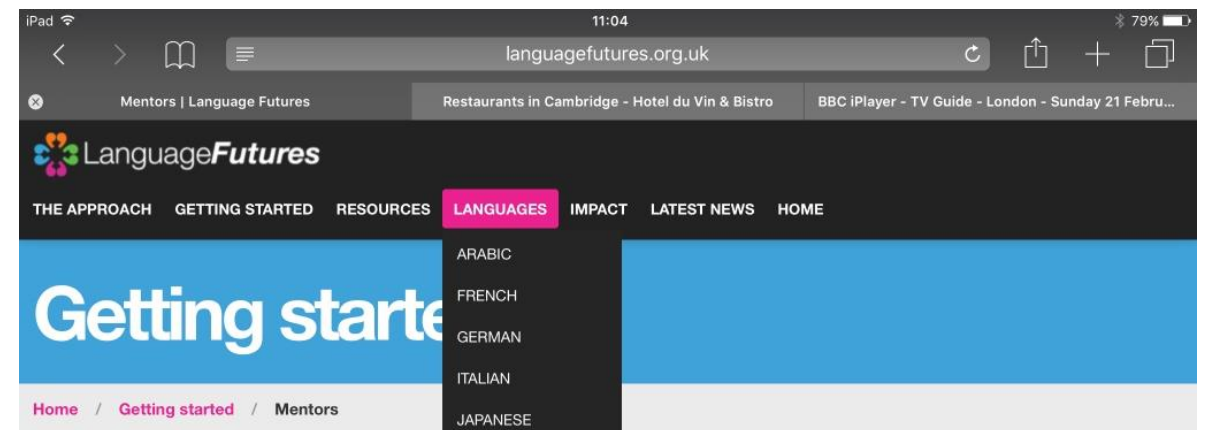 iPad 11:04 79%
languagefutures.org.uk
Mentors | Language Futures Restaurants in Cambridge - Hotel du Vin & Bistro BBC iPlayer - TV Guide - London - Sunday 21 Febru...
LanguageFutures
THE APPROACH GETTING STARTED RESOURCES LANGUAGES IMPACT LATEST NEWS HOME
ARABIC
Getting starte
FRENCH
GERMAN
ITALIAN
Home / Getting started / Mentors
JAPANESE